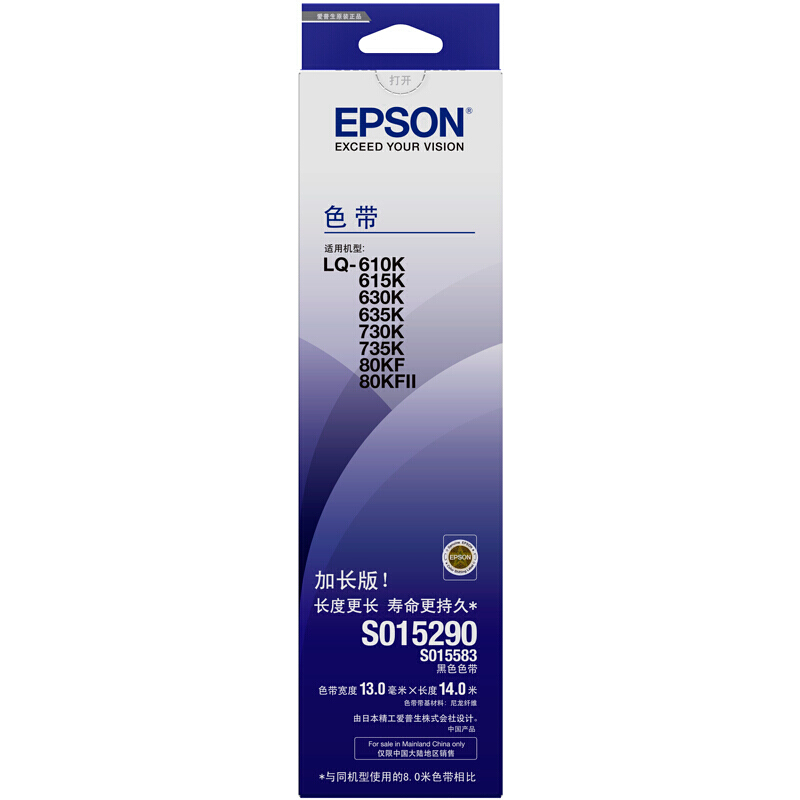 爱普生原装正品
打开
EPSON®
EXCEED YOUR VISION
色带
适用机型:
LQ-610K
615K
630K
635K
730K
735K
80KF
80KFII
EPSON
加长版!
长度更长 寿命更持久*
S015290
S015583
黑色色带
色带宽度13.0毫米×长度14.0米
色带带基材料: 尼龙纤维
由日本精工爱普生株式会社设计。
中国产品
For sale in Mainland China only
仅限中国大陆地区销售
*与同机型使用的8.0米色带相比